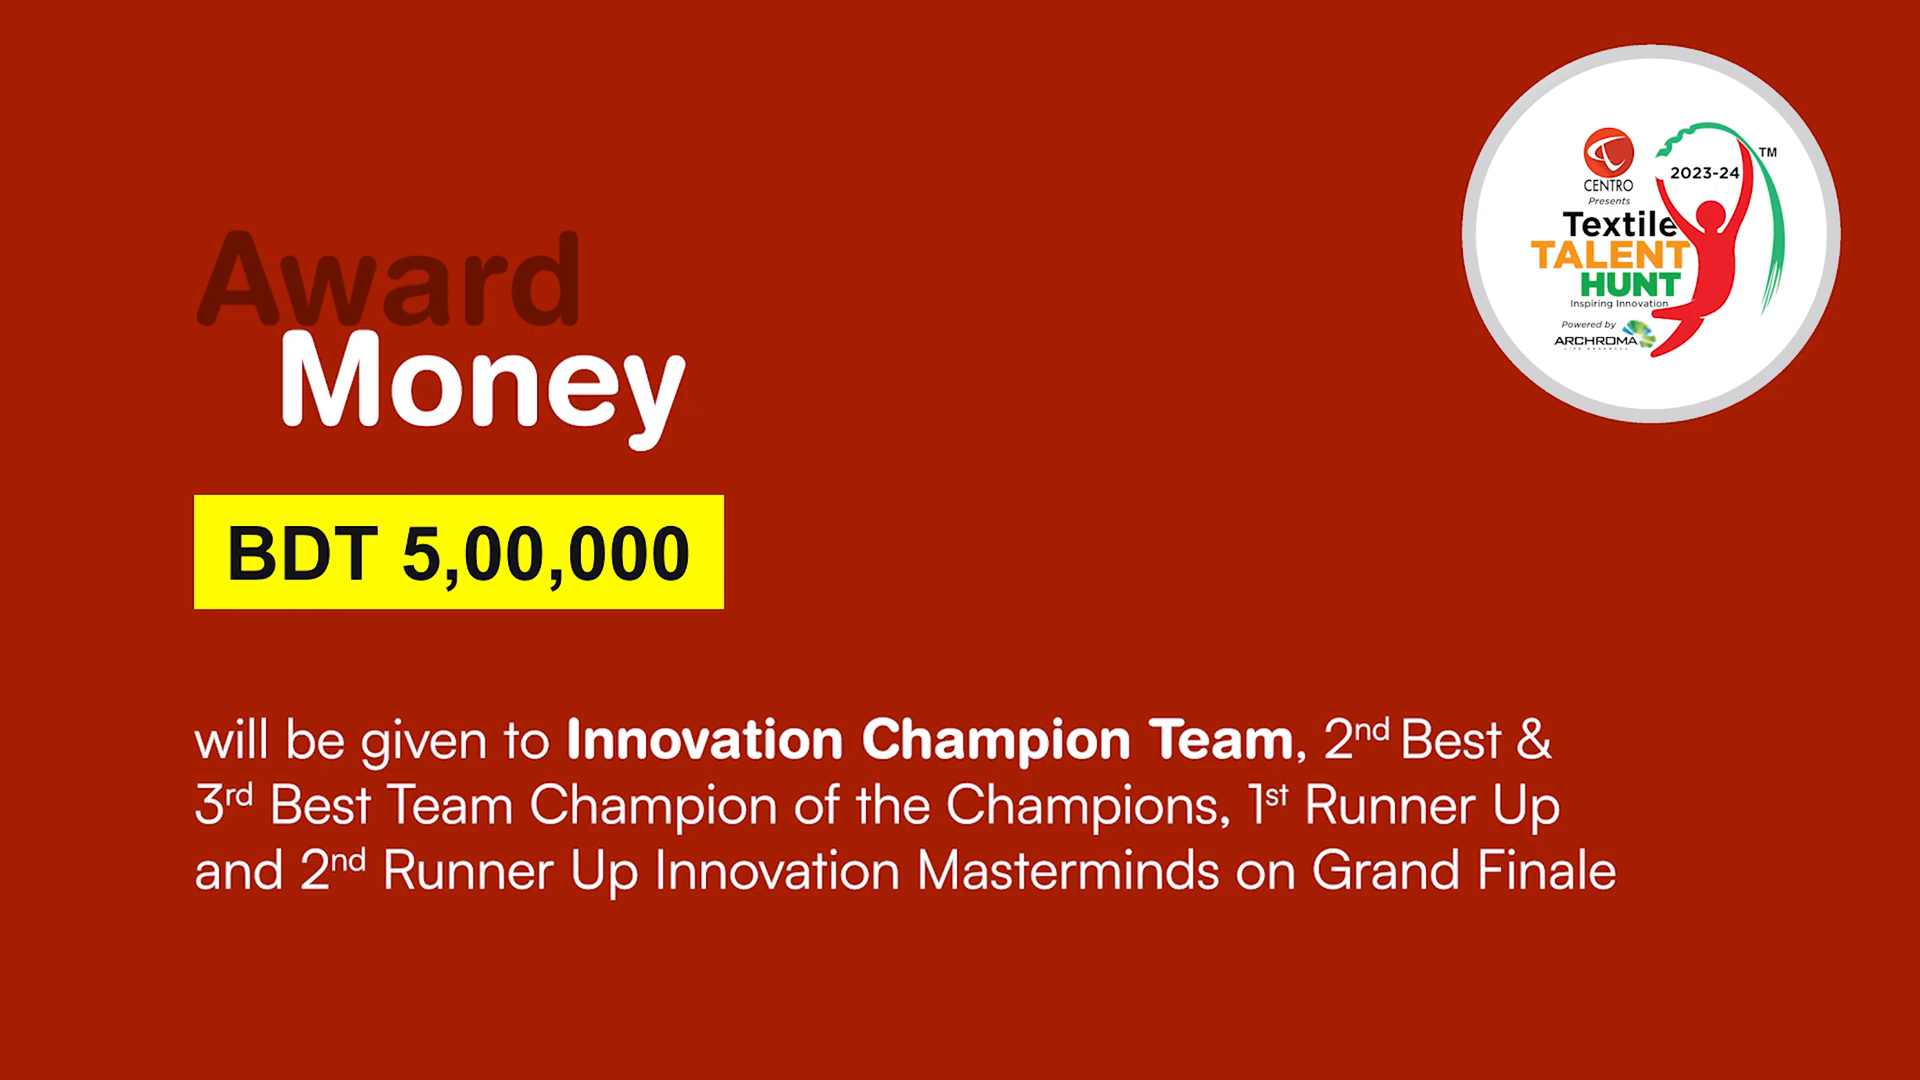 Award
Money
BDT 5,00,000
will be given to Innovation Champion Team, 2nd Best &
3rd Best Team Champion of the Champions, 1st Runner Up
and 2nd Runner Up Innovation Masterminds on Grand Finale
CENTRO
Presents
2023-24
TM
Textile
TALENT
HUNT
Inspiring Innovation
Powered by
ARCHROMA